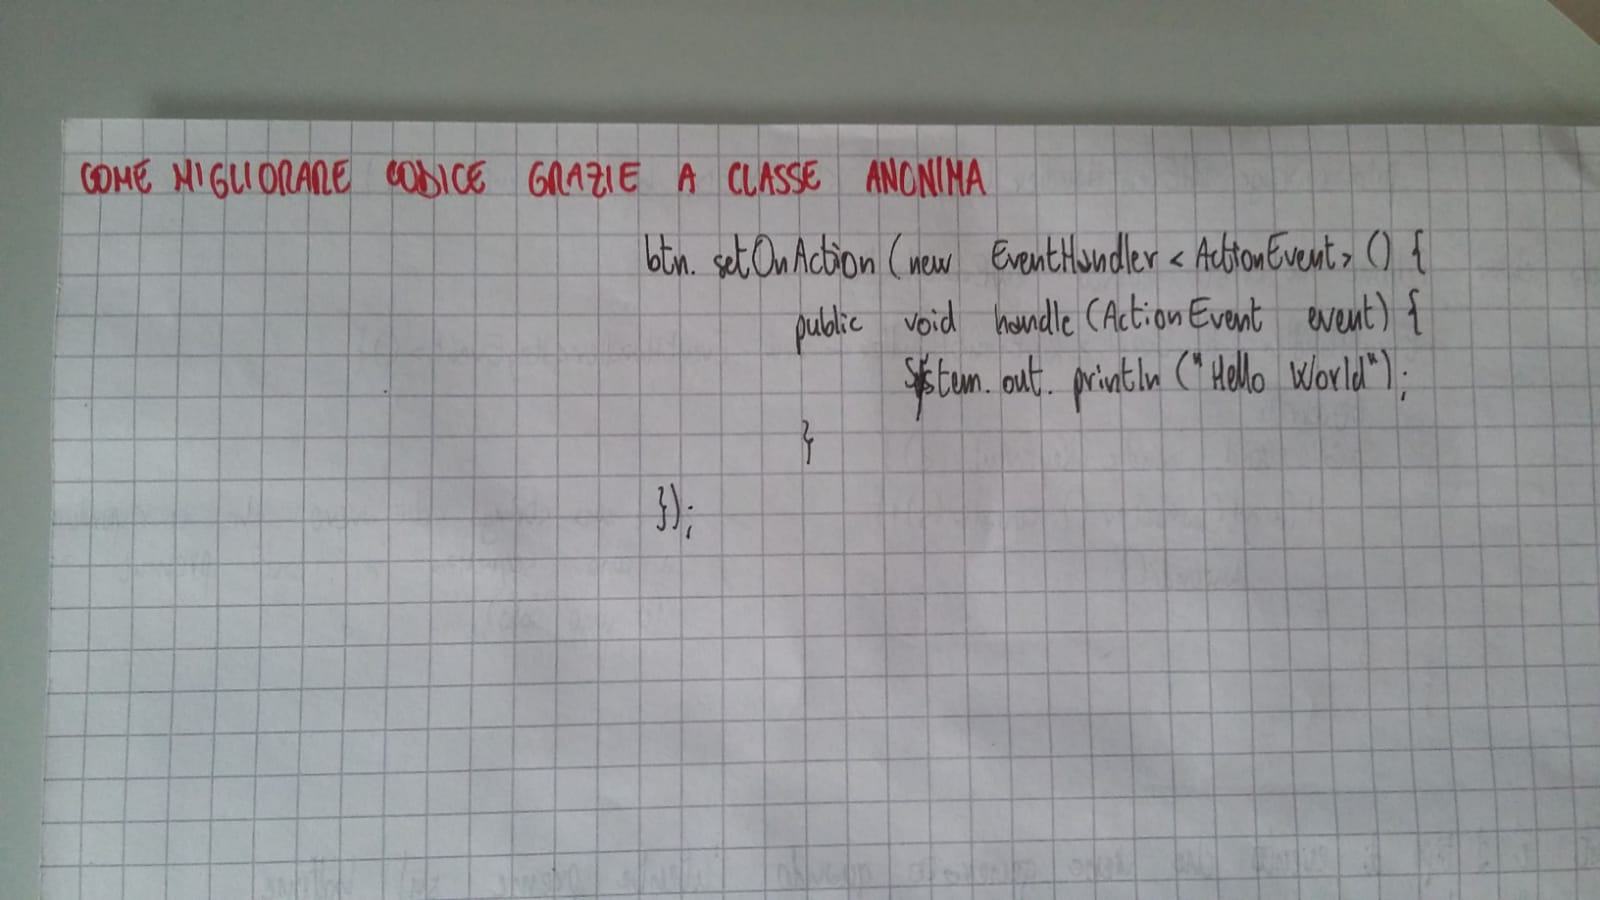 COME MIGLIORARE CODICE GRAZIE A CLASSE ANONIMA
btn. setOnAction (new EventHandler < ActionEvent> () {
public void handle (ActionEvent event) {
System. out. println ("Hello World");
}
});